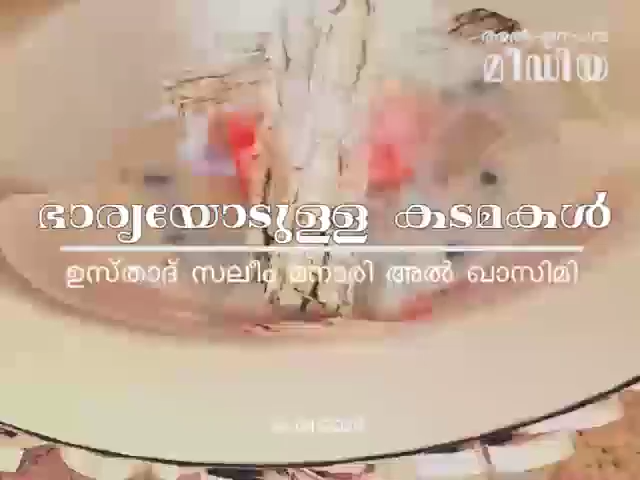 മീഡിയ
ഭാര്യയോടുള്ള കടമകൾ
ഉസ്താദ് സലീം മനാരി അൽ ഖാസിമി